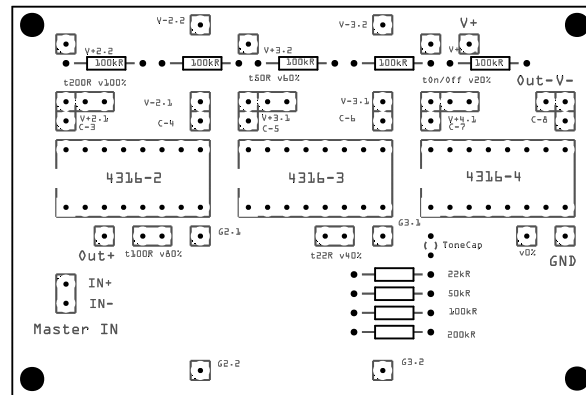 V-2.2
V-3.2
V+
V+2.2
V+3.2
V+
100kR
100kR
100kR
100kR
100kR
t200R v100%
t50R v60%
tOn/Off v20%
Out-V-
V-2.1
V-3.1
V+2.1
C-3
C-4
V+3.1
C-5
C-6
V+4.1
C-7
C-8
4316-2
4316-3
4316-4
G2.1
G3.1
Out+
t100R v80%
t22R v40%
ToneCap
v0%
GND
IN+
IN-
Master IN
22kR
50kR
100kR
200kR
G2.2
G3.2